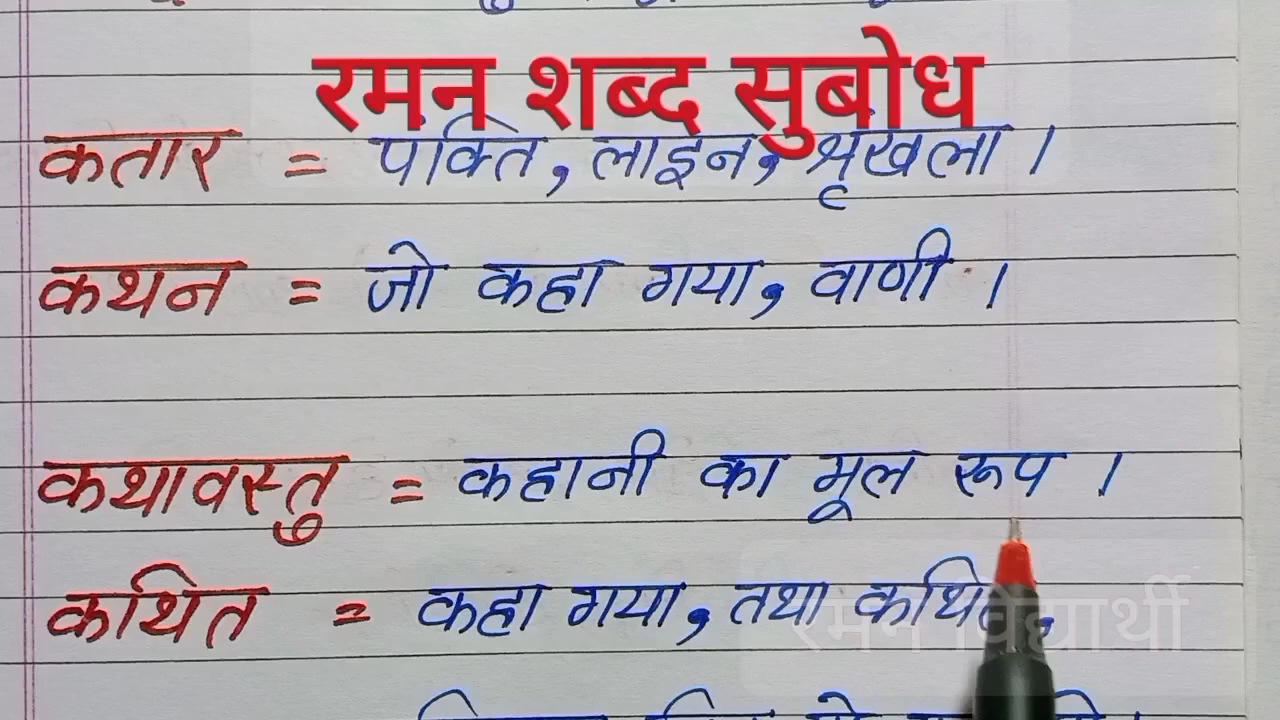 रमन शब्द सुबोध
कतार = पंक्ति, लाइन, श्रृंखला ।
कथन = जो कहा गया, वाणी ।
कथावस्तु = कहानी का मूल रूप ।
कथित = कहा गया, तथा कथित,
रमन विद्यार्थी